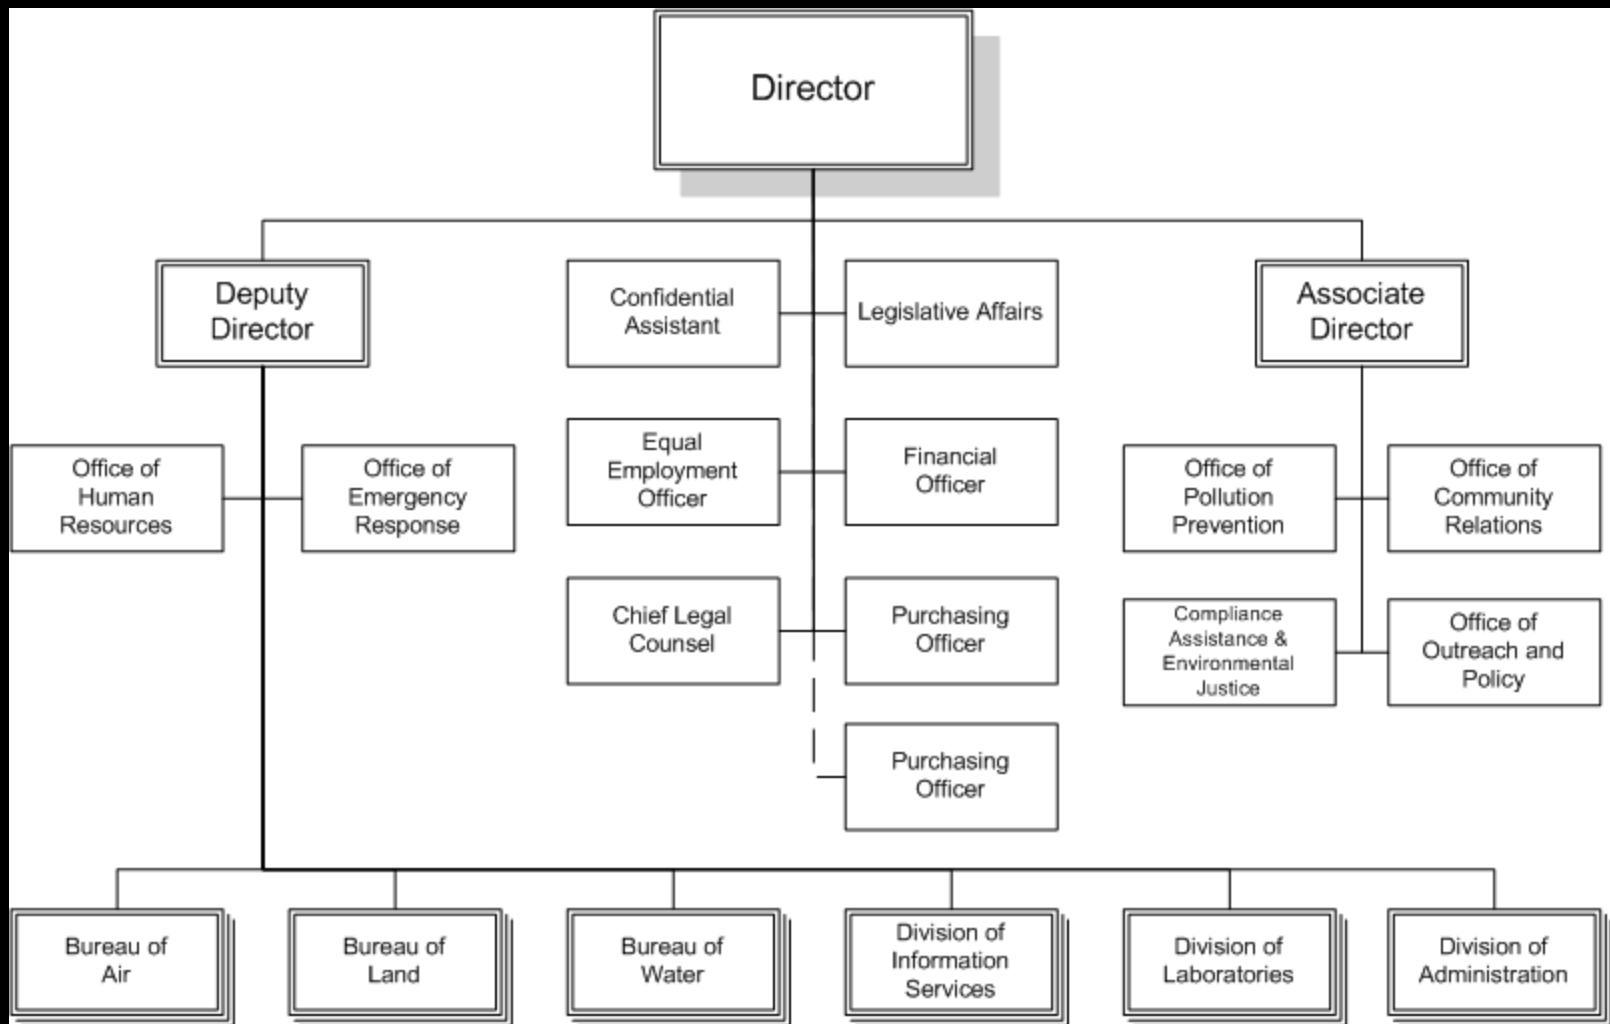 Director
Deputy
Director
Confidential
Assistant
Legislative Affairs
Associate
Director
Office of
Human
Resources
Office of
Emergency
Response
Equal
Employment
Officer
Financial
Officer
Office of
Pollution
Prevention
Office of
Community
Relations
Chief Legal
Counsel
Purchasing
Officer
Compliance
Assistance &
Environmental
Justice
Office of
Outreach and
Policy
Purchasing
Officer
Bureau of
Air
Bureau of
Land
Bureau of
Water
Division of
Information
Services
Division of
Laboratories
Division of
Administration